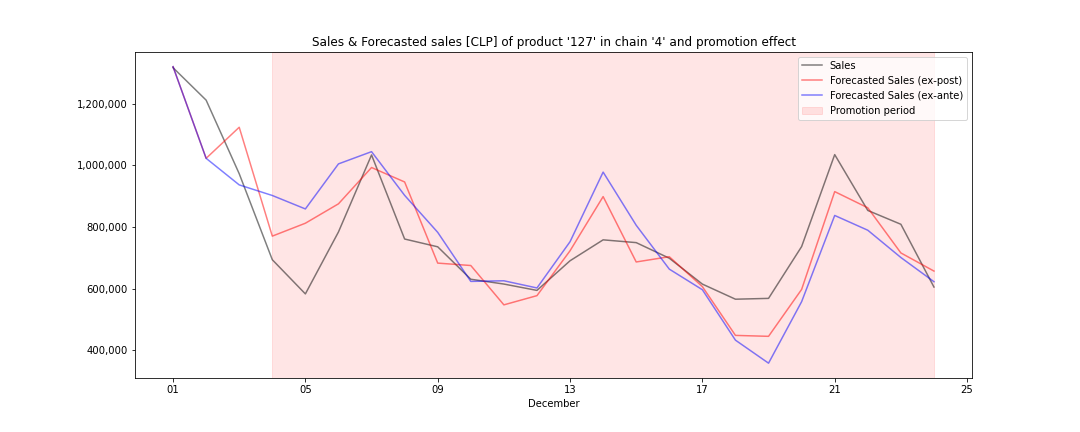 Sales & Forecasted sales [CLP] of product '127' in chain '4' and promotion effect
Sales
Forecasted Sales (ex-post)
Forecasted Sales (ex-ante)
Promotion period
1,200,000
1,000,000
800,000
600,000
400,000
01 05 09 13 17 21 25
December